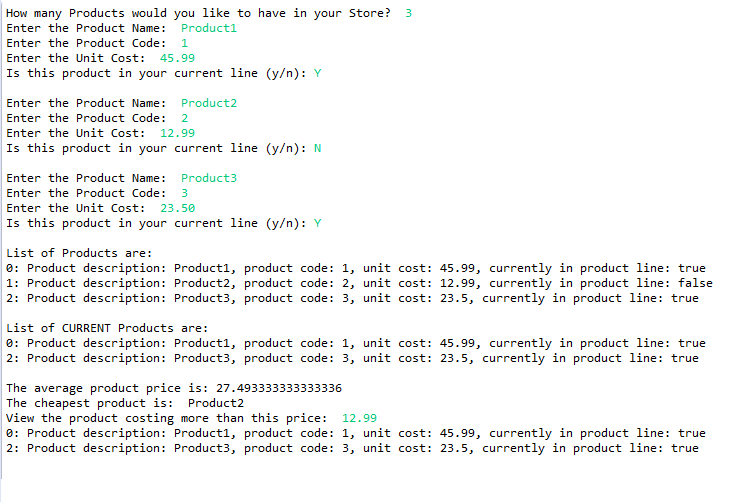 How many Products would you like to have in your Store?  3
Enter the Product Name:  Product1
Enter the Product Code:  1
Enter the Unit Cost:  45.99
Is this product in your current line (y/n): Y

Enter the Product Name:  Product2
Enter the Product Code:  2
Enter the Unit Cost:  12.99
Is this product in your current line (y/n): N

Enter the Product Name:  Product3
Enter the Product Code:  3
Enter the Unit Cost:  23.50
Is this product in your current line (y/n): Y

List of Products are:
0: Product description: Product1, product code: 1, unit cost: 45.99, currently in product line: true
1: Product description: Product2, product code: 2, unit cost: 12.99, currently in product line: false
2: Product description: Product3, product code: 3, unit cost: 23.5, currently in product line: true

List of CURRENT Products are:
0: Product description: Product1, product code: 1, unit cost: 45.99, currently in product line: true
2: Product description: Product3, product code: 3, unit cost: 23.5, currently in product line: true

The average product price is: 27.493333333333336
The cheapest product is:  Product2
View the product costing more than this price:  12.99
0: Product description: Product1, product code: 1, unit cost: 45.99, currently in product line: true
2: Product description: Product3, product code: 3, unit cost: 23.5, currently in product line: true